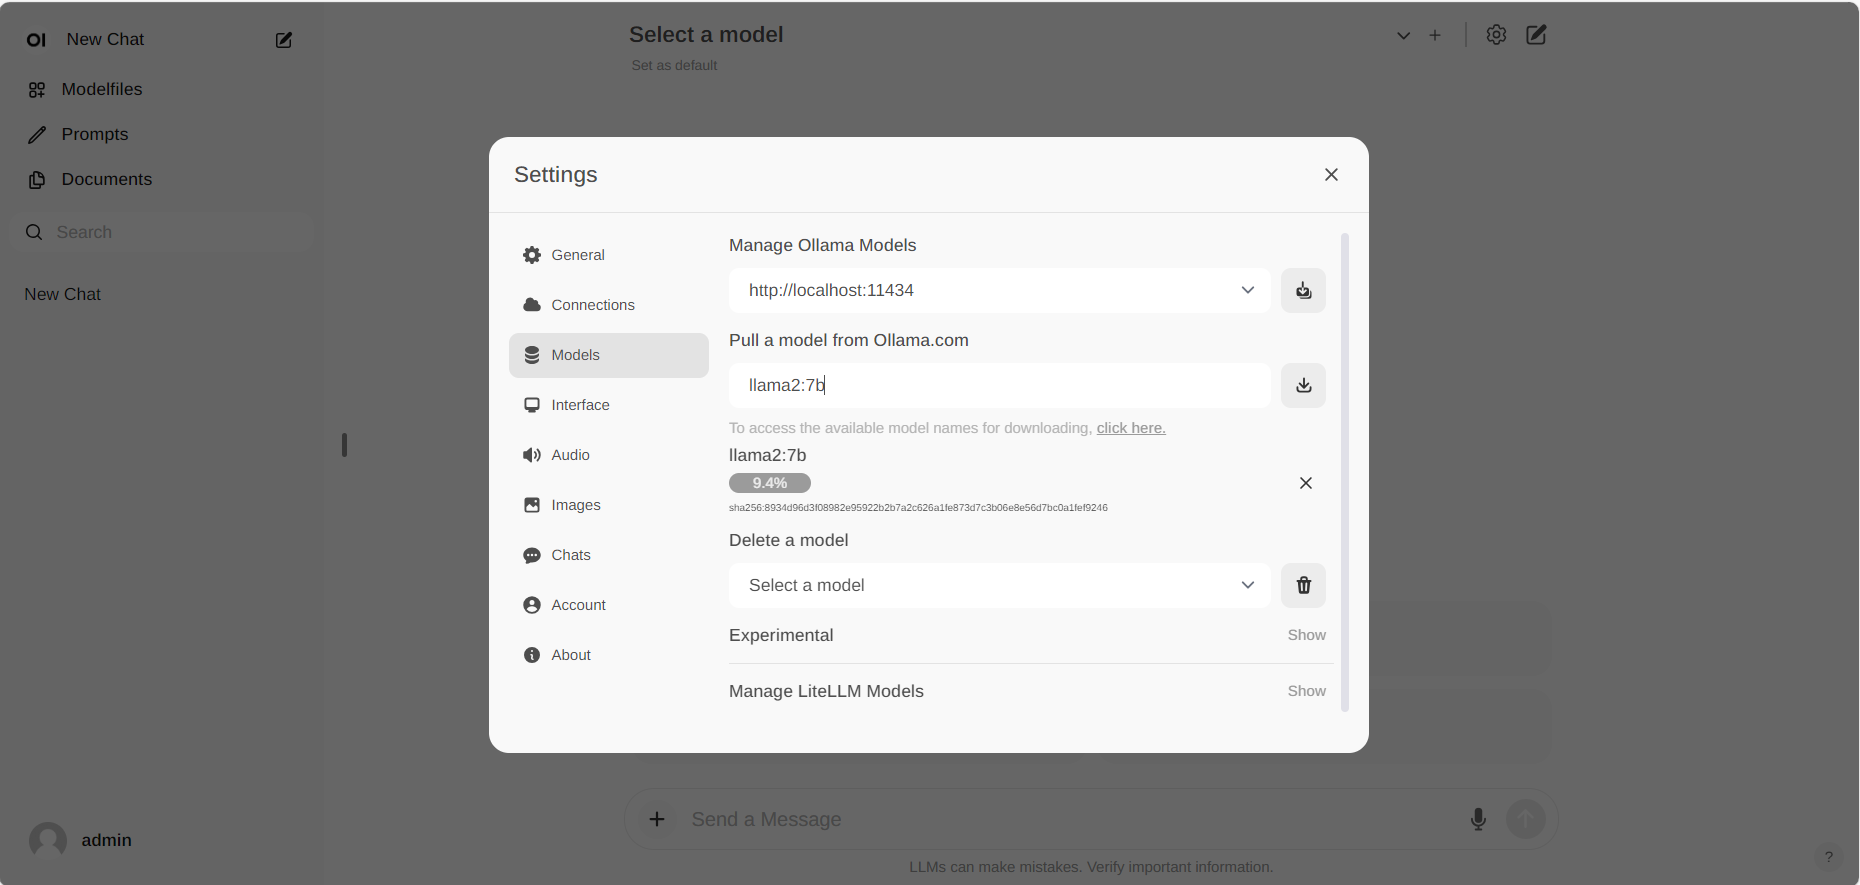 OI New Chat
Modelfiles
Prompts
Documents
Search
New Chat
admin
Select a model
Set as default
Settings
General
Connections
Models
Interface
Audio
Images
Chats
Account
About
Manage Ollama Models
http://localhost:11434
Pull a model from Ollama.com
llama2:7b
To access the available model names for downloading, click here.
llama2:7b
9.4%
sha256:8934d96d3f08982e95922b2b7a2c626a1fe873d7c3b06e8e56d7bc0a1fef9246
Delete a model
Select a model
Experimental Show
Manage LiteLLM Models Show
Send a Message
LLMs can make mistakes. Verify important information.
?